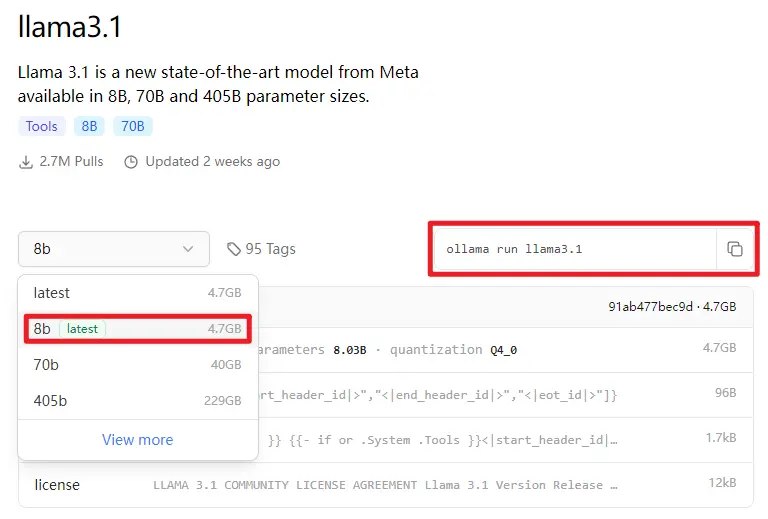 llama3.1
Llama 3.1 is a new state-of-the-art model from Meta
available in 8B, 70B and 405B parameter sizes.
Tools 8B 70B
2.7M Pulls Updated 2 weeks ago
8b 95 Tags ollama run llama3.1
latest 4.7GB
91ab477bec9d · 4.7GB
8b latest 4.7GB
arameters 8.03B · quantization Q4_0 4.7GB
70b 40GB
405b 229GB
rt_header_id|>","<|end_header_id|>","<|eot_id|>"]} 96B
View more
}} {{- if or .System .Tools }}<|start_header_id|… 1.7kB
license LLAMA 3.1 COMMUNITY LICENSE AGREEMENT Llama 3.1 Version Release … 12kB